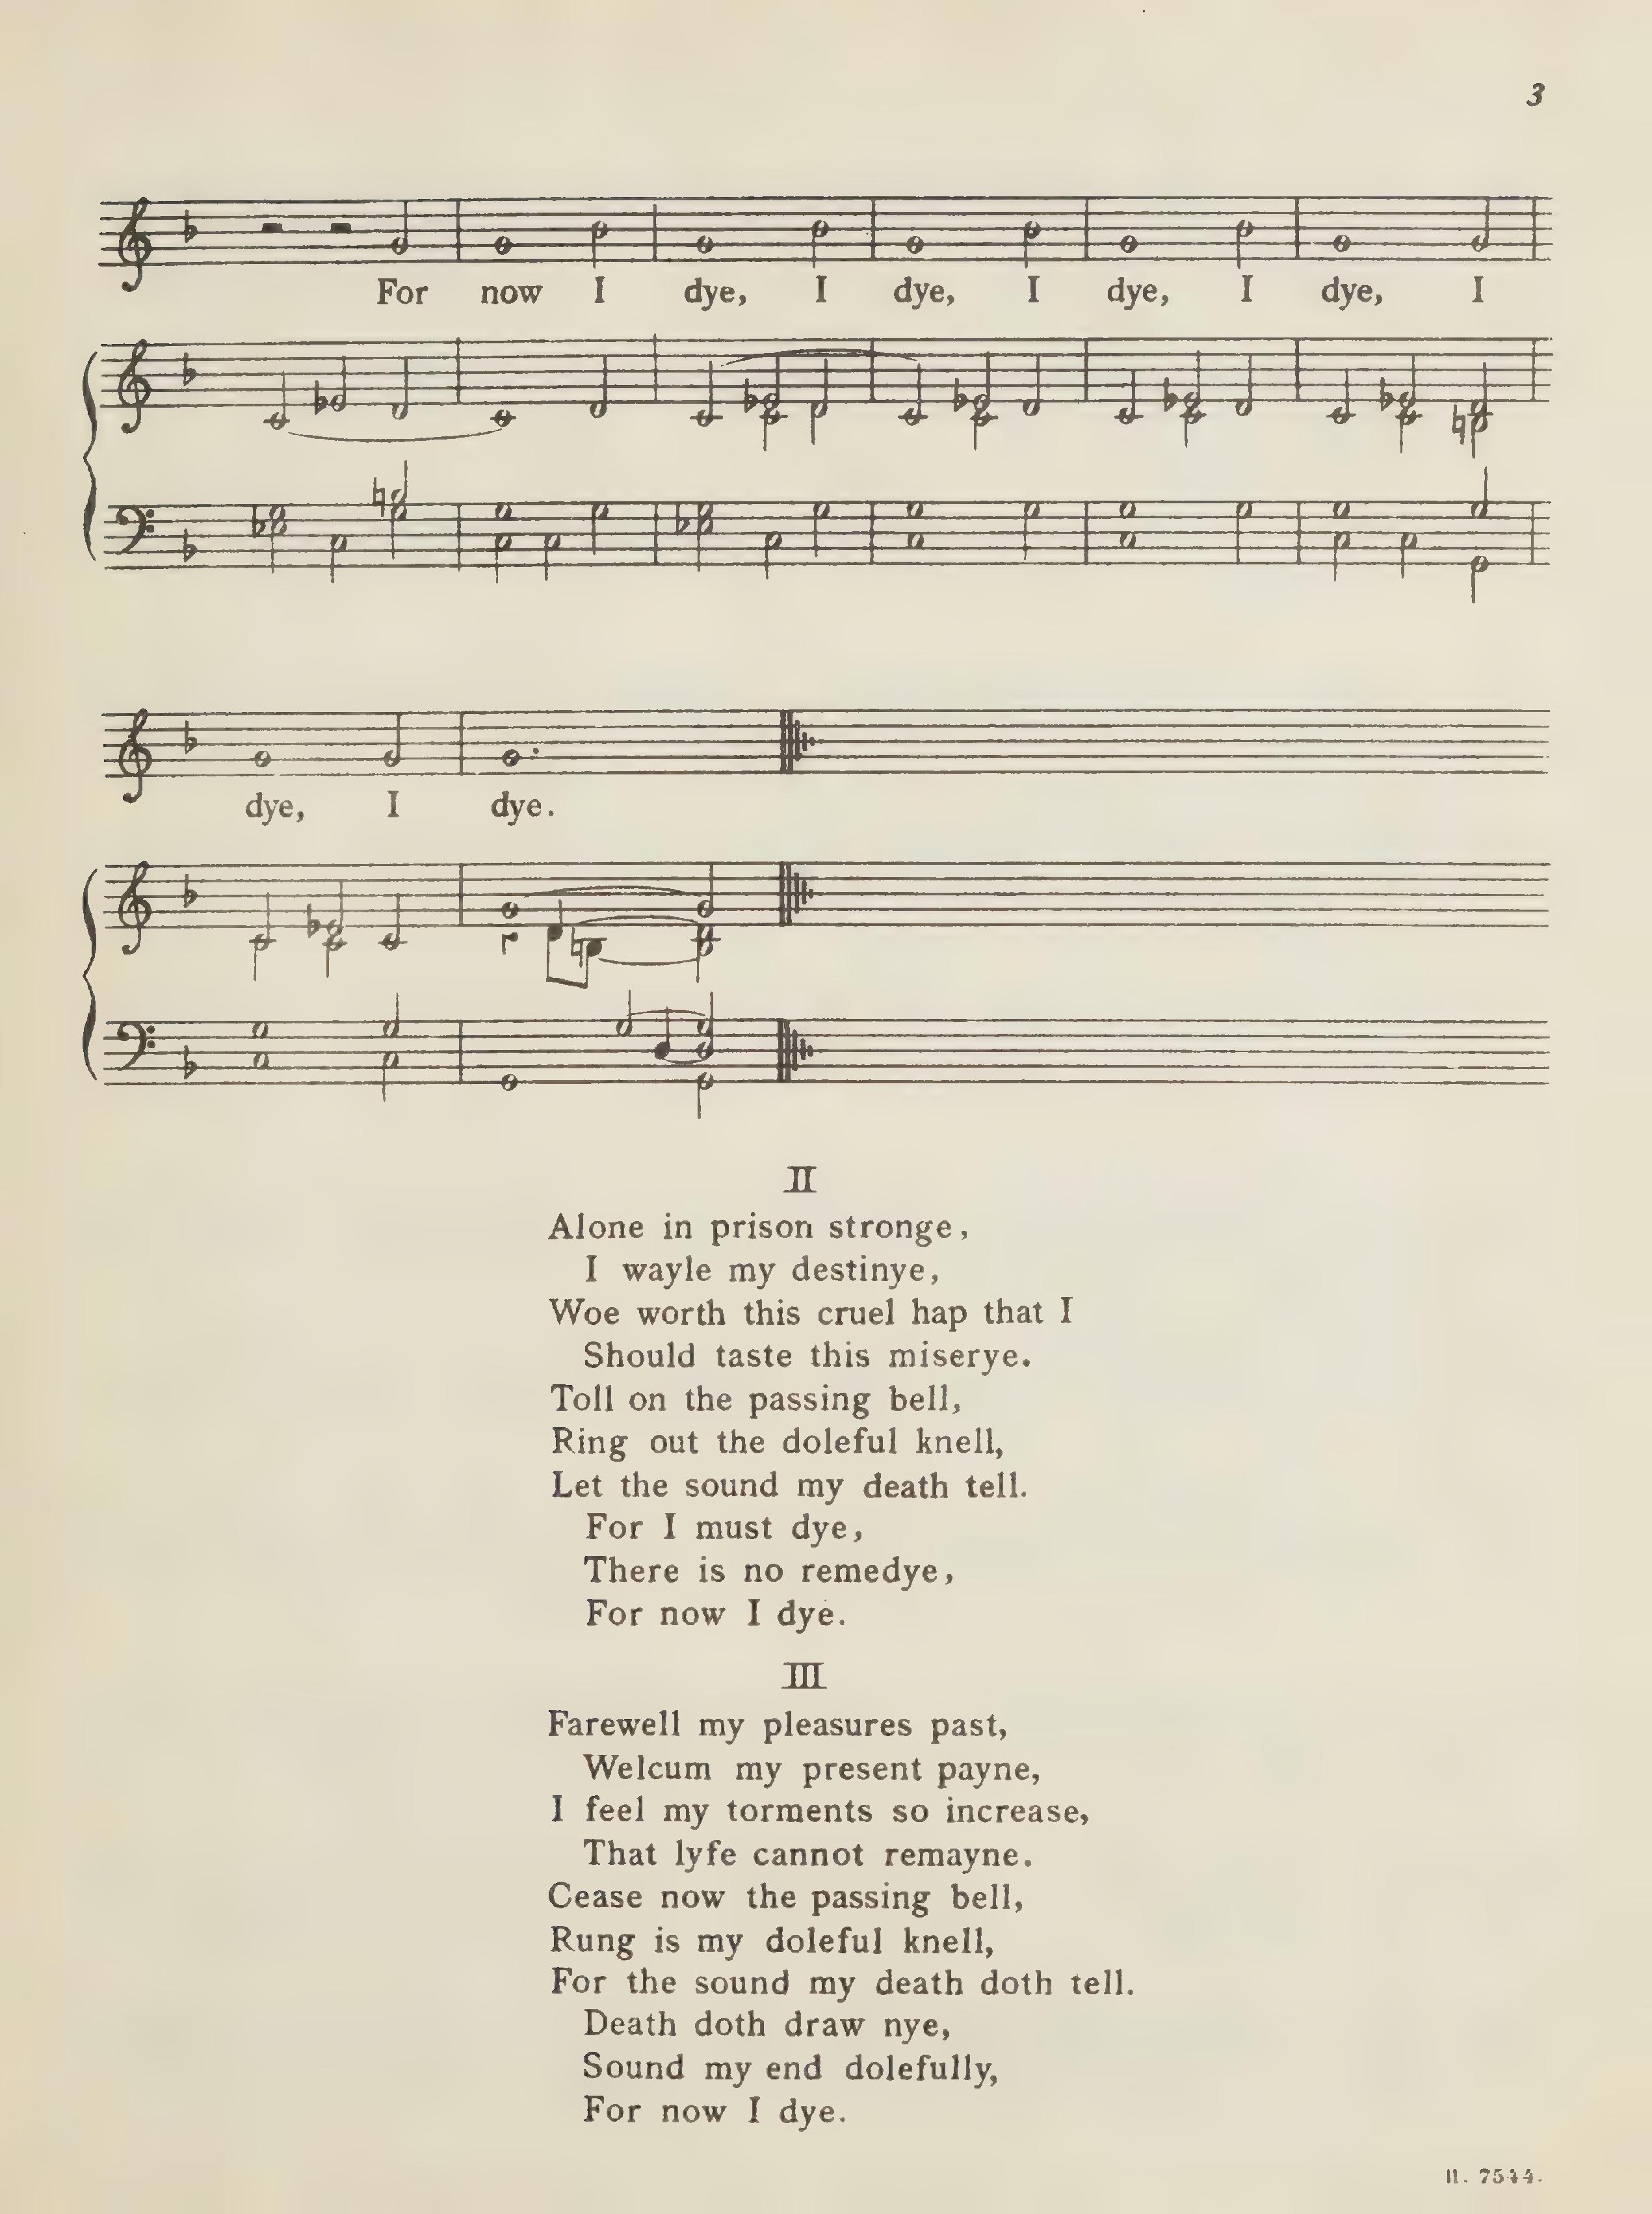 3
For now I dye, I dye, I dye, I dye, I
dye, I dye.
II
Alone in prison stronge,
I wayle my destinye,
Woe worth this cruel hap that I
Should taste this miserye.
Toll on the passing bell,
Ring out the doleful knell,
Let the sound my death tell.
For I must dye,
There is no remedye,
For now I dye.
III
Farewell my pleasures past,
Welcum my present payne,
I feel my torments so increase,
That lyfe cannot remayne.
Cease now the passing bell,
Rung is my doleful knell,
For the sound my death doth tell.
Death doth draw nye,
Sound my end dolefully,
For now I dye.
H. 7544.